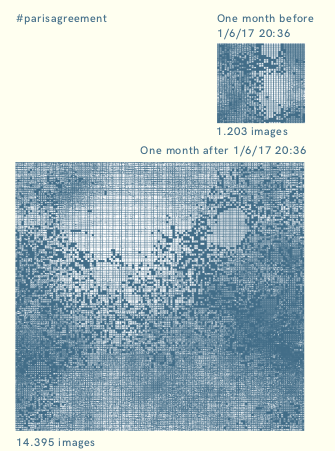 #parisagreement
One month before
1/6/17 20:36
1.203 images
One month after 1/6/17 20:36
14.395 images